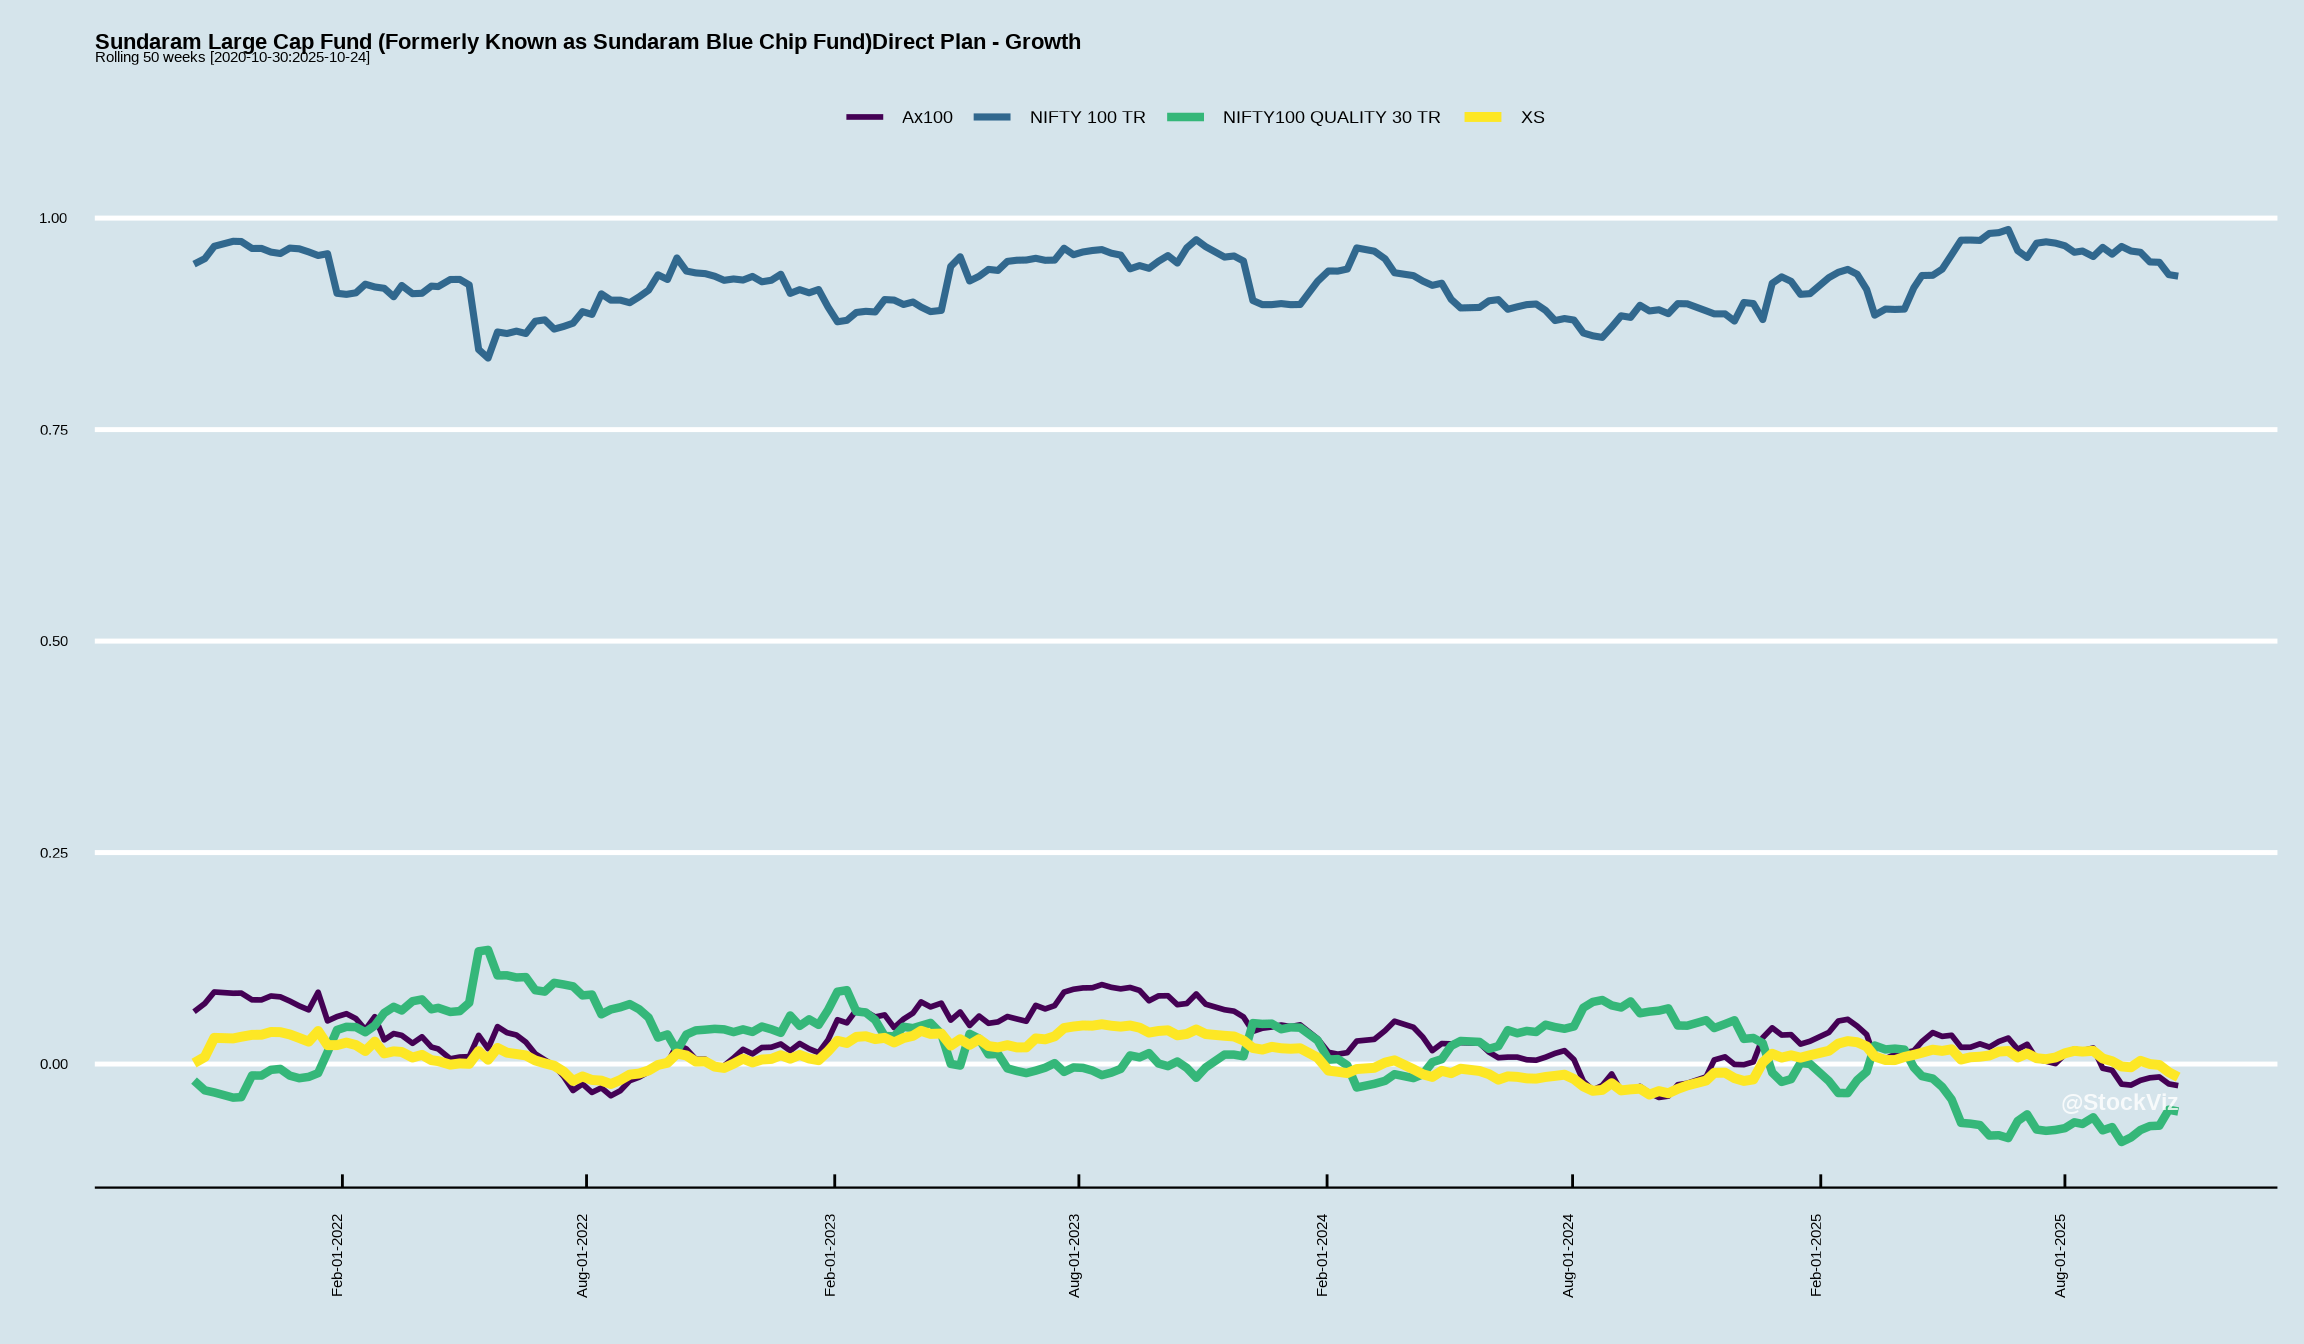 Sundaram Large Cap Fund (Formerly Known as Sundaram Blue Chip Fund)Direct Plan - Growth
Rolling 50 weeks [2020-10-30:2025-10-24]
Ax100 NIFTY 100 TR NIFTY100 QUALITY 30 TR XS
1.00
0.75
0.50
0.25
0.00
@StockViz
Feb-01-2022
Aug-01-2022
Feb-01-2023
Aug-01-2023
Feb-01-2024
Aug-01-2024
Feb-01-2025
Aug-01-2025